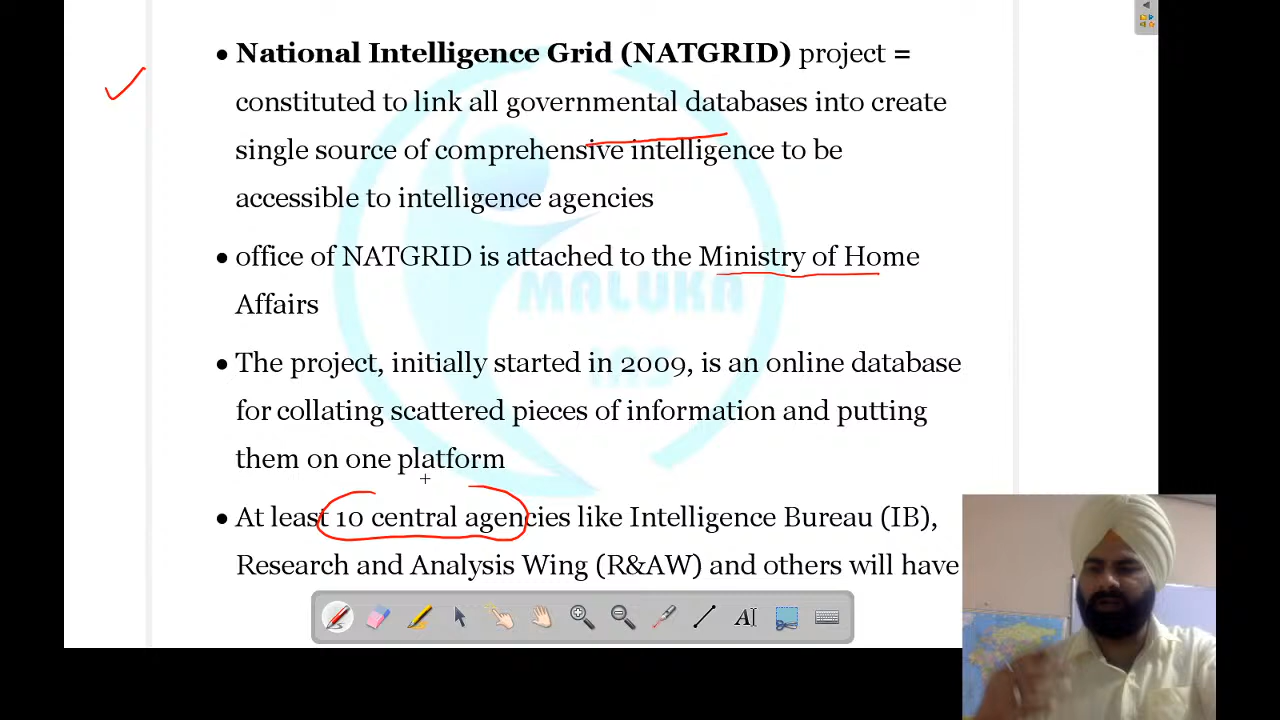 • National Intelligence Grid (NATGRID) project =
constituted to link all governmental databases into create
single source of comprehensive intelligence to be
accessible to intelligence agencies
• office of NATGRID is attached to the Ministry of Home
Affairs
• The project, initially started in 2009, is an online database
for collating scattered pieces of information and putting
them on one platform
• At least 10 central agencies like Intelligence Bureau (IB),
Research and Analysis Wing (R&AW) and others will have
MALUKA
IAS
A